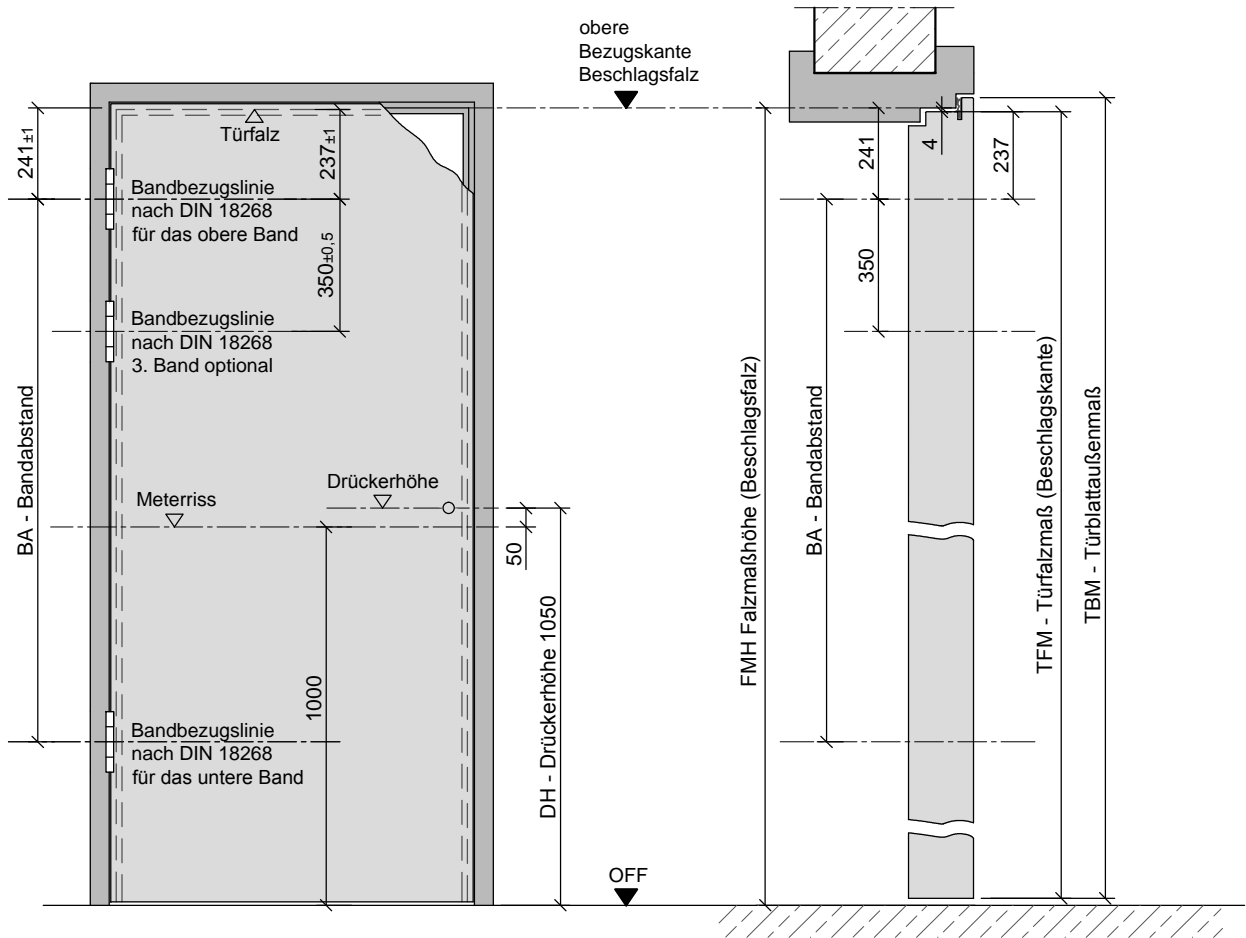 obere
Bezugskante
Beschlagsfalz
Türfalz
241±1
237±1
Bandbezugslinie
nach DIN 18268
für das obere Band
350±0,5
Bandbezugslinie
nach DIN 18268
3. Band optional
BA - Bandabstand
Meterriss
Drückerhöhe
50
1000
DH - Drückerhöhe 1050
Bandbezugslinie
nach DIN 18268
für das untere Band
OFF
241
4
237
350
FMH Falzmaßhöhe (Beschlagsfalz)
BA - Bandabstand
TFM - Türfalzmaß (Beschlagskante)
TBM - Türblattaußenmaß